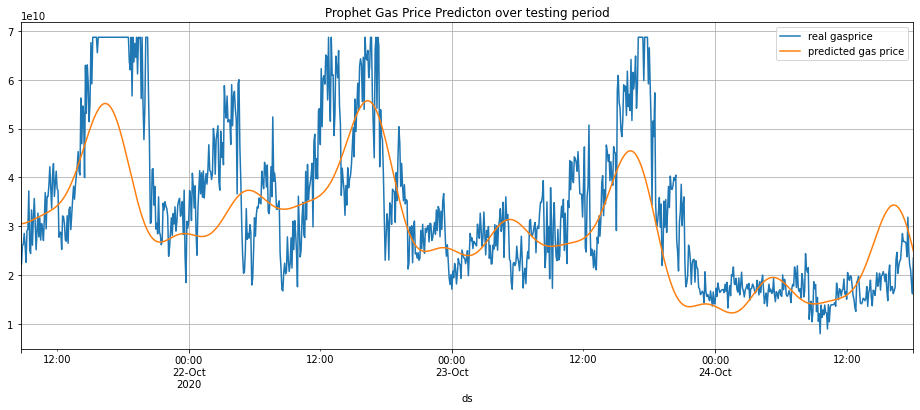 Prophet Gas Price Predicton over testing period
1e10
real gasprice
predicted gas price
7
6
5
4
3
2
1
12:00 00:00 12:00 00:00 12:00 00:00 12:00
22-Oct 23-Oct 24-Oct
2020
ds